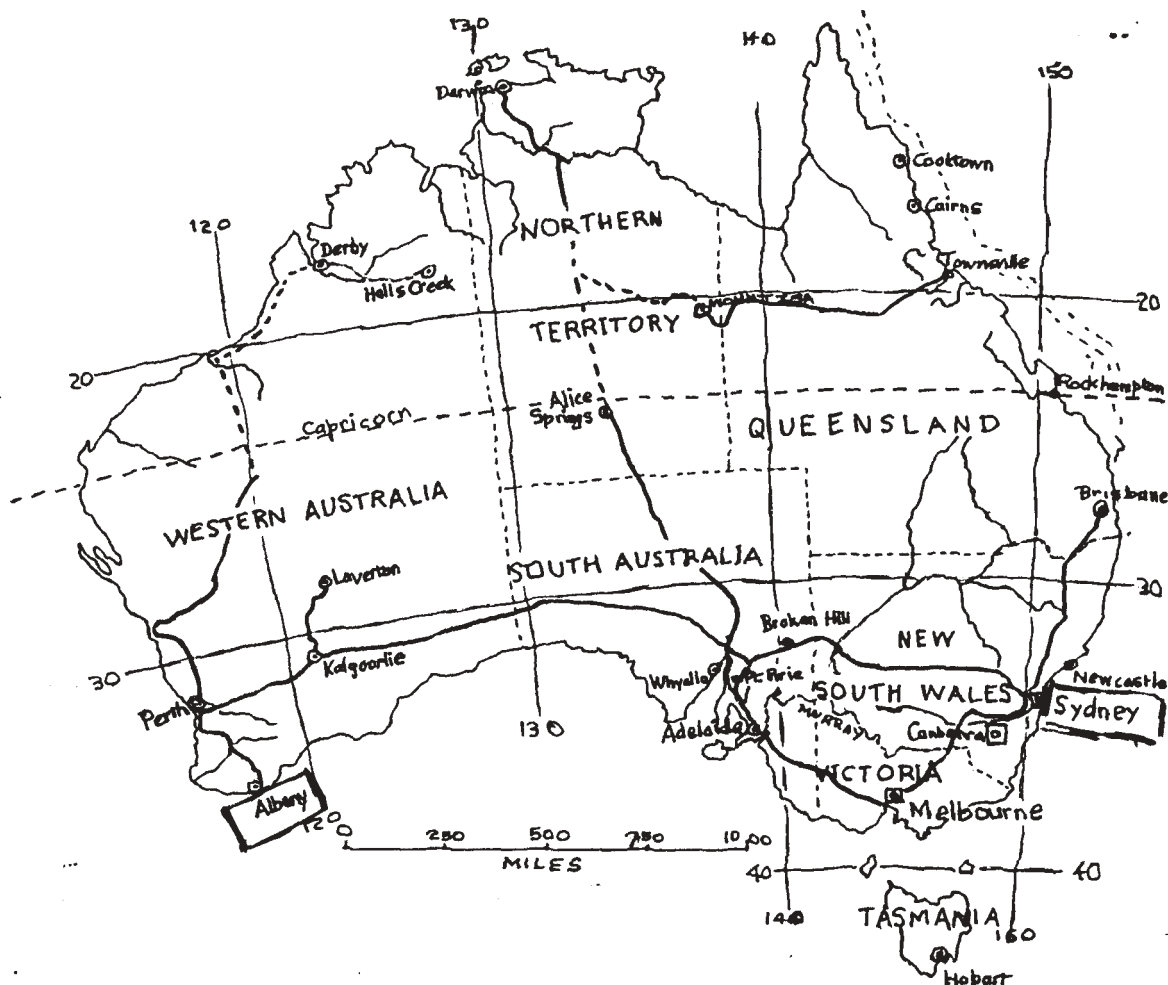 130
140
150
Darwin
Cooktown
Cairns
NORTHERN
120
Derby
Halls Creek
Townsville
MOUNT ISA
20
TERRITORY
20
Rockhampton
Alice
Springs
Capricorn
QUEENSLAND
Brisbane
WESTERN AUSTRALIA
SOUTH AUSTRALIA
Laverton
30
Broken Hill
NEW
Kalgoorlie
30
Whyalla
Pt. Pirie
Newcastle
SOUTH WALES
Sydney
Perth
MURRAY
130
Adelaide
Canberra
VICTORIA
Albany
Melbourne
120
0 250 500 750 1000
MILES
40
40
140
TASMANIA
Hobart